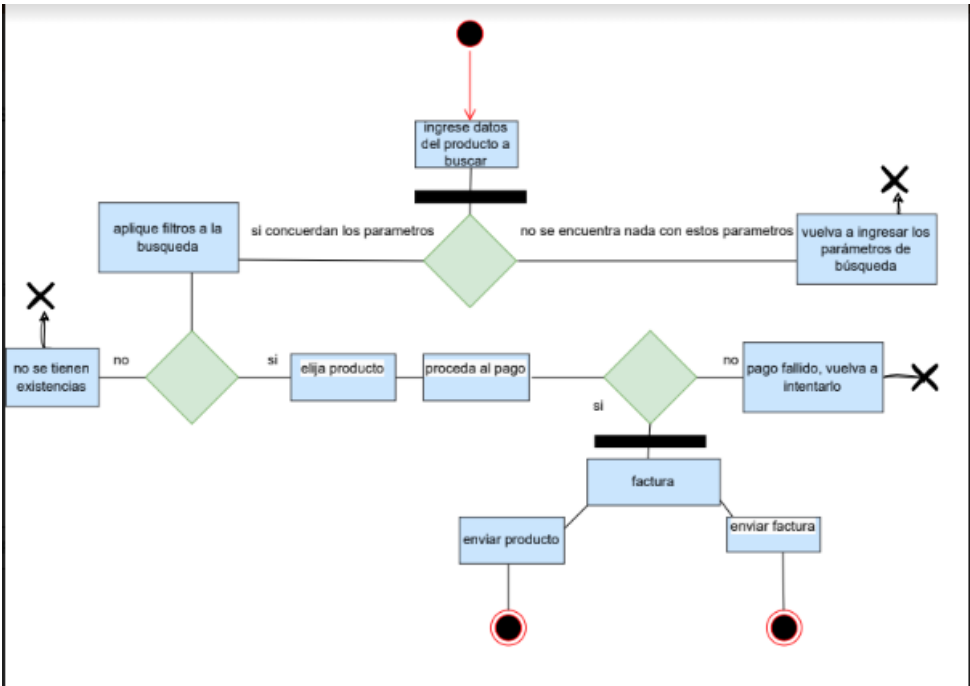 ingrese datos
del producto a
buscar
aplique filtros a la
busqueda
si concuerdan los parametros
no se encuentra nada con estos parametros
vuelva a ingresar los
parámetros de
búsqueda
no se tienen
existencias
no
si
elija producto
proceda al pago
no
pago fallido, vuelva a
intentarlo
si
factura
enviar producto
enviar factura